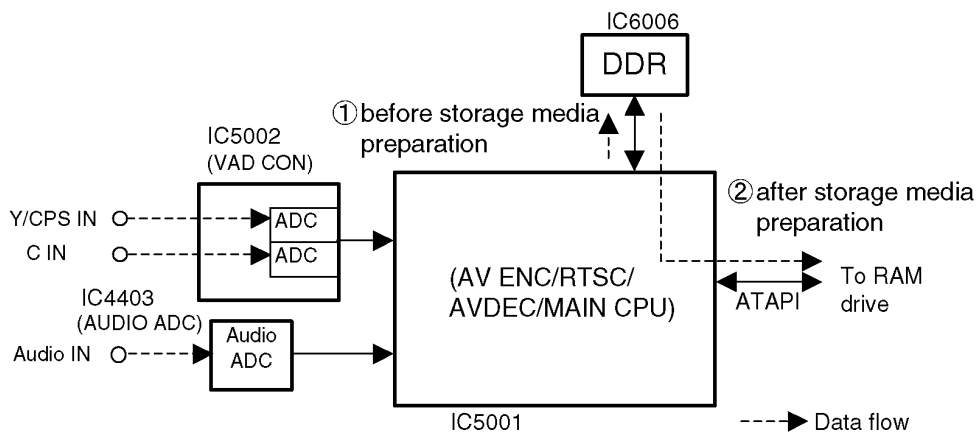 IC6006
DDR
①before storage media
preparation
IC5002
(VAD CON)
②after storage media
preparation
Y/CPS IN
ADC
C IN
ADC
(AV ENC/RTSC/
AVDEC/MAIN CPU)
To RAM
drive
ATAPI
IC4403
(AUDIO ADC)
Audio IN
Audio
ADC
IC5001
Data flow